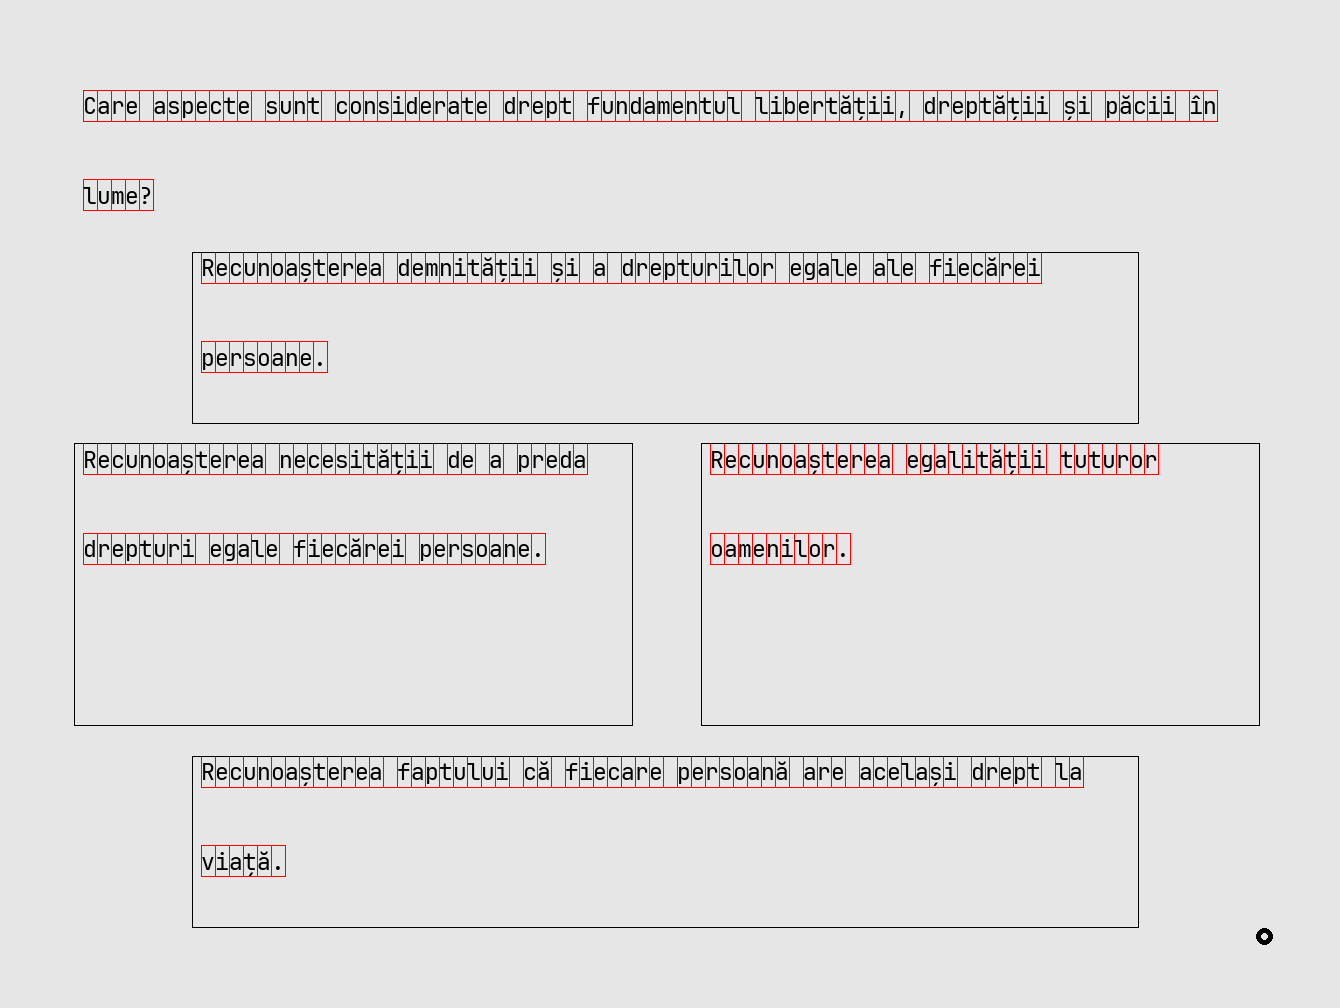 Care aspecte sunt considerate drept fundamentul libertății, dreptății și păcii în
lume?
Recunoașterea demnității și a drepturilor egale ale fiecărei
persoane.
Recunoașterea necesității de a preda
drepturi egale fiecărei persoane.
Recunoașterea egalității tuturor
oamenilor.
Recunoașterea faptului că fiecare persoană are același drept la
viață.